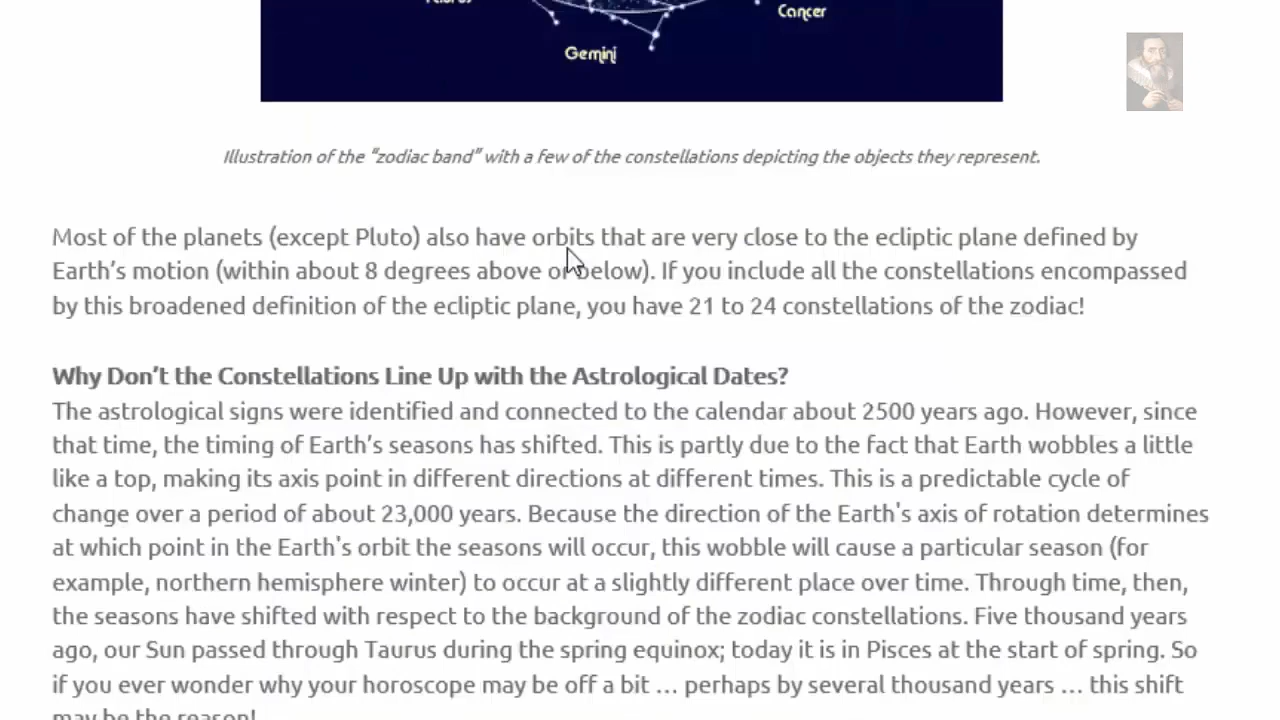 Taurus
Cancer
Gemini
Illustration of the "zodiac band" with a few of the constellations depicting the objects they represent.
Most of the planets (except Pluto) also have orbits that are very close to the ecliptic plane defined by
Earth's motion (within about 8 degrees above or below). If you include all the constellations encompassed
by this broadened definition of the ecliptic plane, you have 21 to 24 constellations of the zodiac!
Why Don't the Constellations Line Up with the Astrological Dates?
The astrological signs were identified and connected to the calendar about 2500 years ago. However, since
that time, the timing of Earth's seasons has shifted. This is partly due to the fact that Earth wobbles a little
like a top, making its axis point in different directions at different times. This is a predictable cycle of
change over a period of about 23,000 years. Because the direction of the Earth's axis of rotation determines
at which point in the Earth's orbit the seasons will occur, this wobble will cause a particular season (for
example, northern hemisphere winter) to occur at a slightly different place over time. Through time, then,
the seasons have shifted with respect to the background of the zodiac constellations. Five thousand years
ago, our Sun passed through Taurus during the spring equinox; today it is in Pisces at the start of spring. So
if you ever wonder why your horoscope may be off a bit … perhaps by several thousand years … this shift
may be the reason!